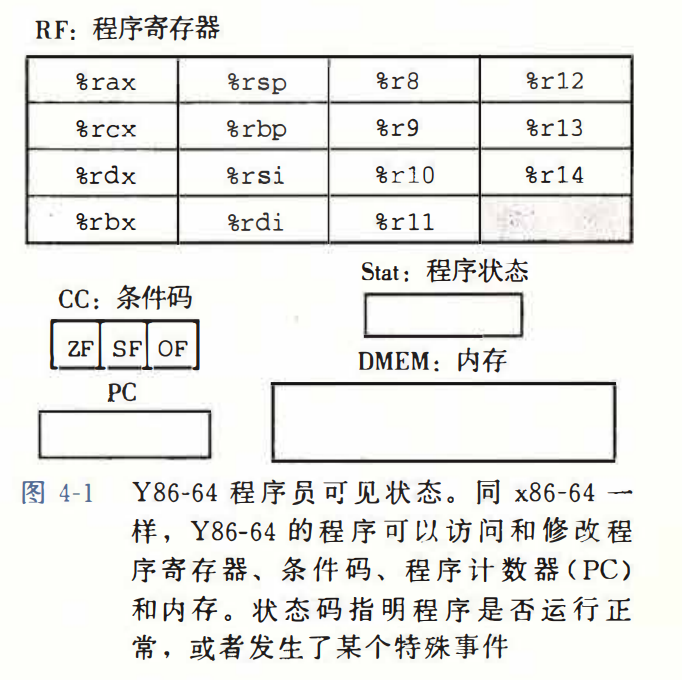 RF: 程序寄存器
%rax %rsp %r8 %r12
%rcx %rbp %r9 %r13
%rdx %rsi %r10 %r14
%rbx %rdi %r11
Stat: 程序状态
CC: 条件码
ZF SF OF
DMEM: 内存
PC
图 4-1 Y86-64 程序员可见状态。同 x86-64 一
样，Y86-64 的程序可以访问和修改程
序寄存器、条件码、程序计数器(PC)
和内存。状态码指明程序是否运行正
常，或者发生了某个特殊事件